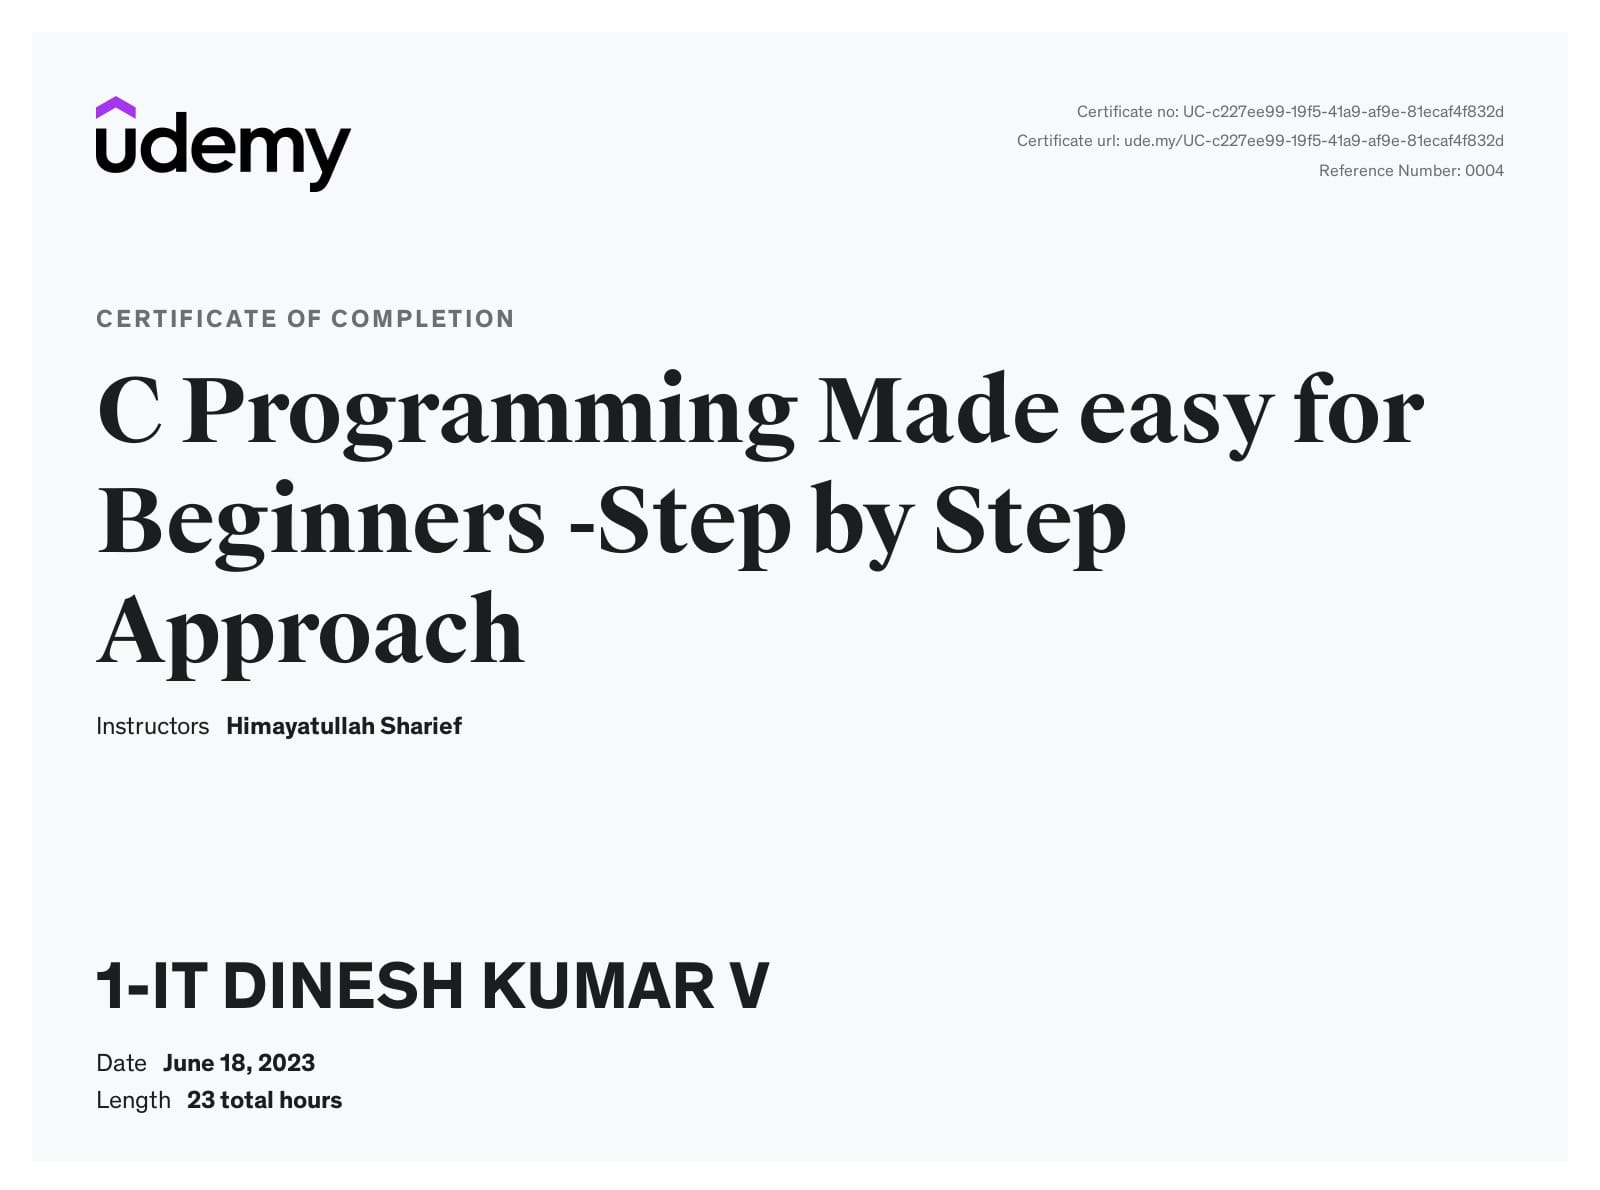 udemy
Certificate no: UC-c227ee99-19f5-41a9-af9e-81ecaf4f832d
Certificate url: ude.my/UC-c227ee99-19f5-41a9-af9e-81ecaf4f832d
Reference Number: 0004
CERTIFICATE OF COMPLETION
C Programming Made easy for
Beginners -Step by Step
Approach
Instructors Himayatullah Sharief
1-IT DINESH KUMAR V
Date June 18, 2023
Length 23 total hours